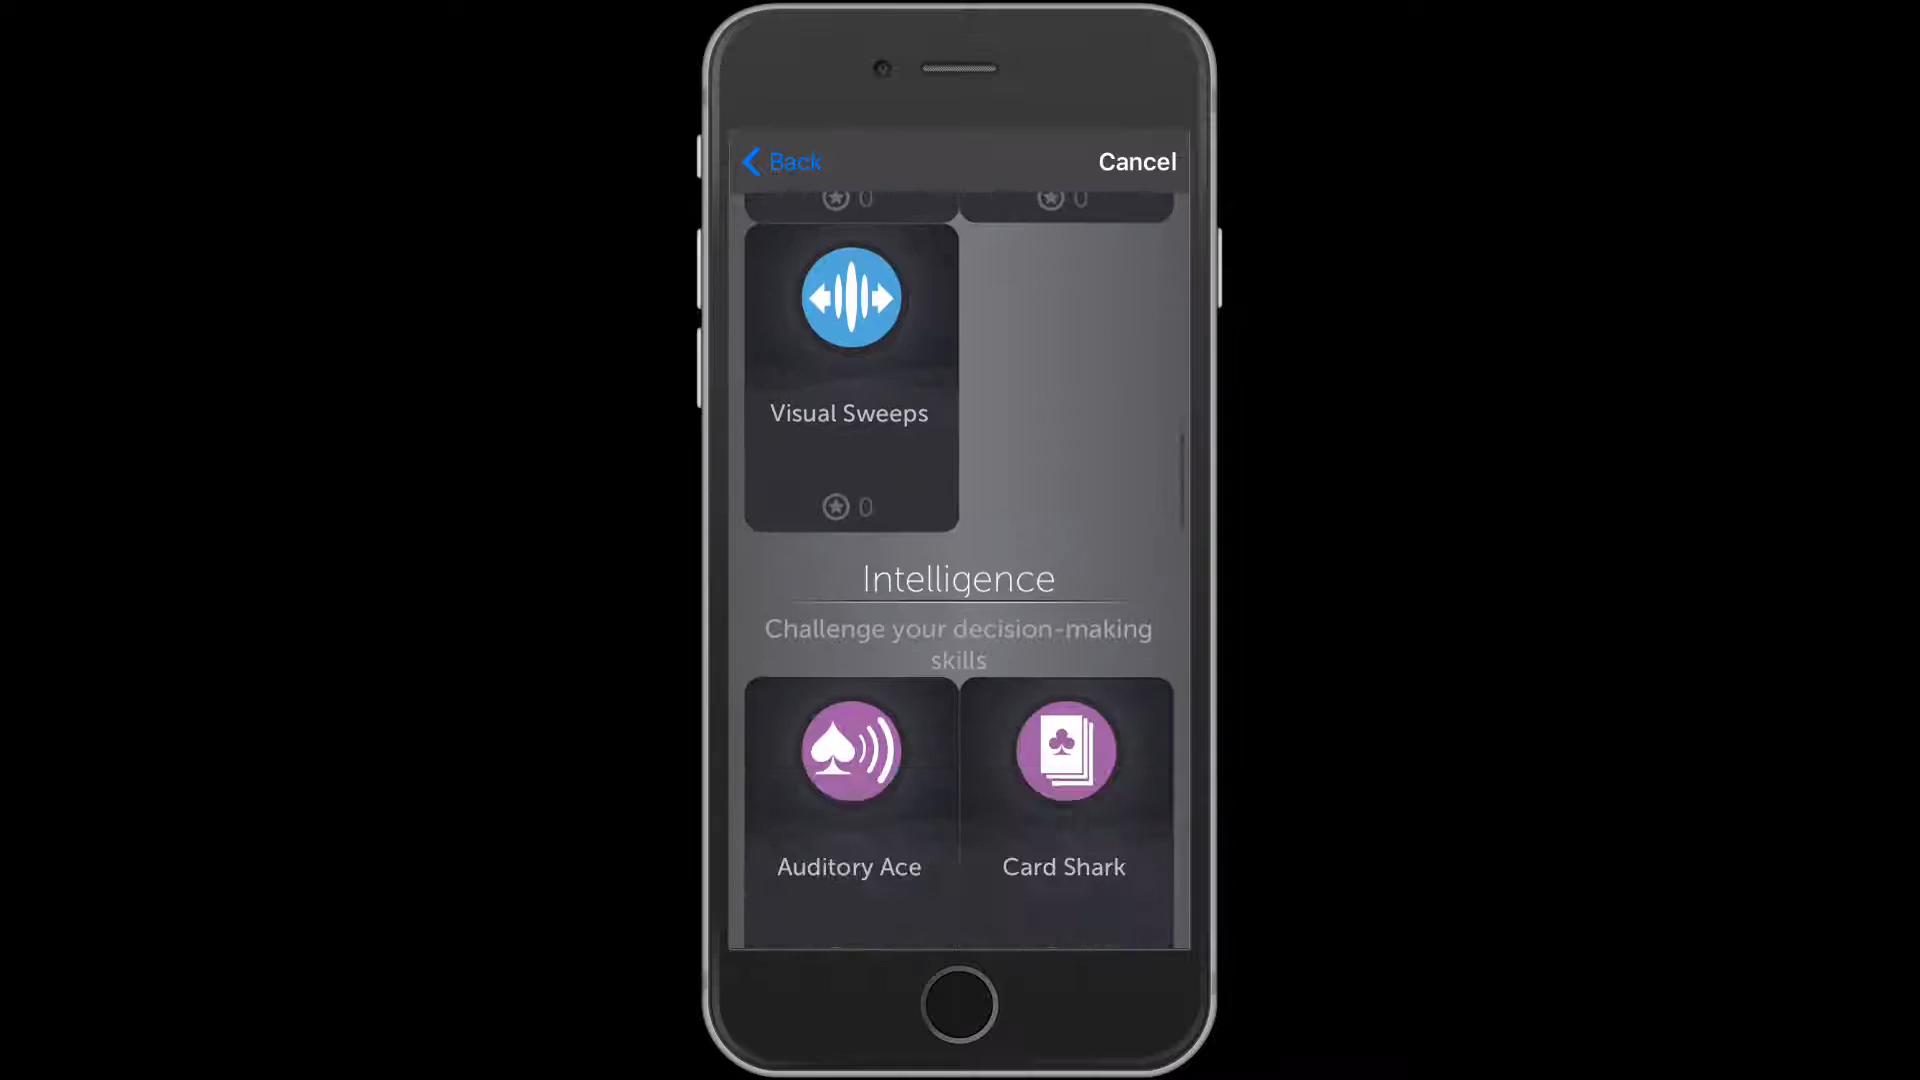 Back
Cancel
0
0
Visual Sweeps
0
Intelligence
Challenge your decision-making
skills
Auditory Ace
Card Shark